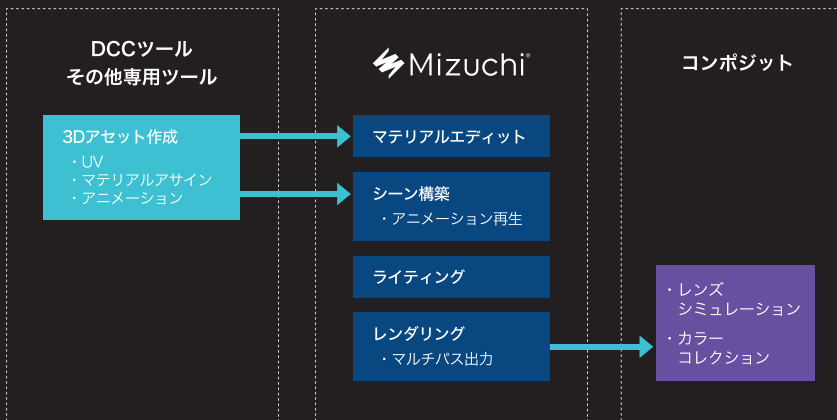 DCCツール
その他専用ツール
3Dアセット作成
・UV
・マテリアルアサイン
・アニメーション
Mizuchi®
マテリアルエディット
シーン構築
・アニメーション再生
ライティング
レンダリング
・マルチパス出力
コンポジット
・レンズ
シミュレーション
・カラー
コレクション